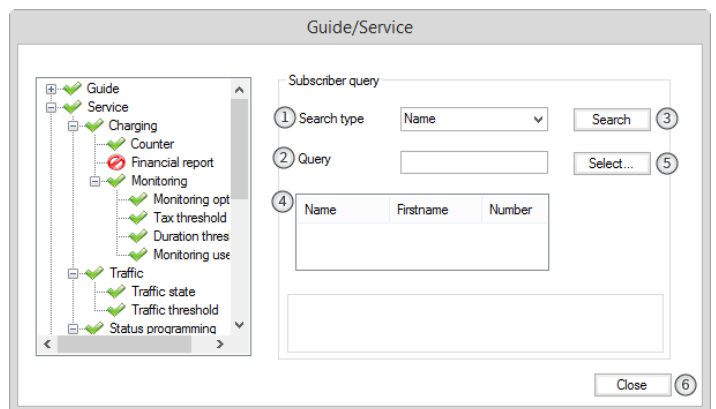 Guide/Service
Guide
Service
Charging
Counter
Financial report
Monitoring
Monitoring opt
Tax threshold
Duration thres
Monitoring use
Traffic
Traffic state
Traffic threshold
Status programming
Subscriber query
1 Search type Name Search 3
2 Query Select... 5
4 Name Firstname Number
Close 6